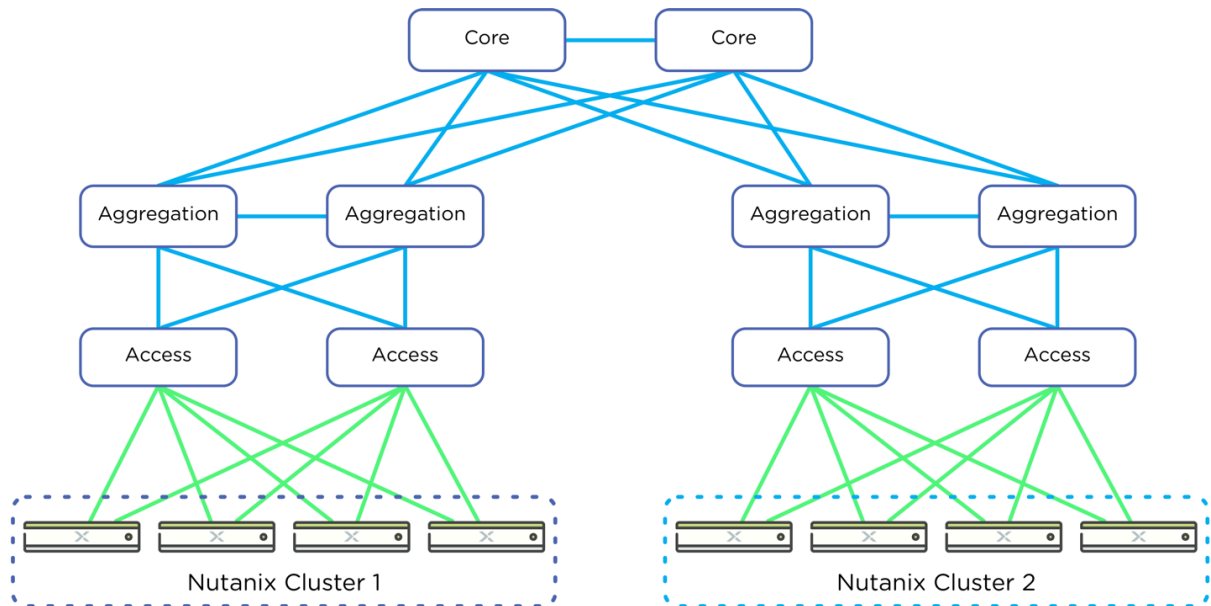 Core
Core
Aggregation
Aggregation
Aggregation
Aggregation
Access
Access
Access
Access
Nutanix Cluster 1
Nutanix Cluster 2